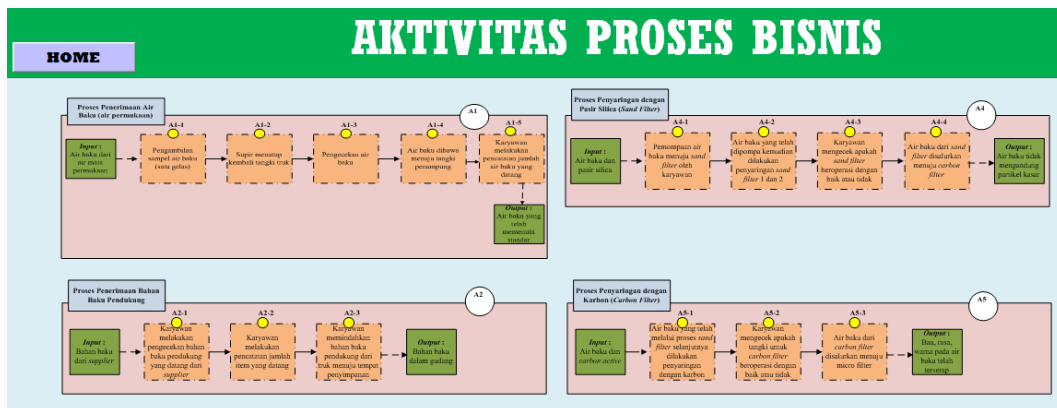 AKTIVITAS PROSES BISNIS
HOME
Proses Penerimaan Air
Baku (air permukaan)
A1
Input :
Air baku dari
air mata
permukaan
A1-1
Pengambilan
sampel air baku
(satu gelas)
A1-2
Supir menutup
kembali tangki truk
A1-3
Pengecekan air
baku
A1-4
Air baku dibawa
menuju tangki
penampung
A1-5
Karyawan
melakukan
pencatatan jumlah
air baku yang
datang
Output :
Air baku yang
telah
memenuhi
standar
Proses Penyaringan dengan
Pasir Silica (Sand Filter)
A4
Input :
Air baku dan
pasir silica
A4-1
Pemompaan air
baku menuju sand
filter oleh
karyawan
A4-2
Air baku yang telah
dipompa kemudian
dilakukan
penyaringan sand
filter 1 dan 2
A4-3
Karyawan
mengecek apakah
sand filter
beroperasi dengan
baik atau tidak
A4-4
Air baku dari sand
filter disalurkan
menuju carbon
filter
Output :
Air baku tidak
mengandung
partikel kasar
Proses Penerimaan Bahan
Baku Pendukung
A2
Input :
Bahan baku
dari supplier
A2-1
Karyawan
melakukan
pengecekan bahan
baku pendukung
yang datang dari
supplier
A2-2
Karyawan
melakukan
pencatatan jumlah
item yang datang
A2-3
Karyawan
memindahkan
bahan baku
pendukung dari
truk menuju tempat
penyimpanan
Output :
Bahan baku
dalam gudang
Proses Penyaringan dengan
Karbon (Carbon Filter)
A5
Input :
Air baku dan
carbon active
A5-1
Air baku yang telah
melalui proses sand
filter selanjutnya
dilakukan
penyaringan
dengan karbon
A5-2
Karyawan
mengecek apakah
tangki untuk
carbon filter
beroperasi dengan
baik atau tidak
A5-3
Air baku dari
carbon filter
disalurkan menuju
micro filter
Output :
Bau, rasa,
warna pada air
baku telah
terserap